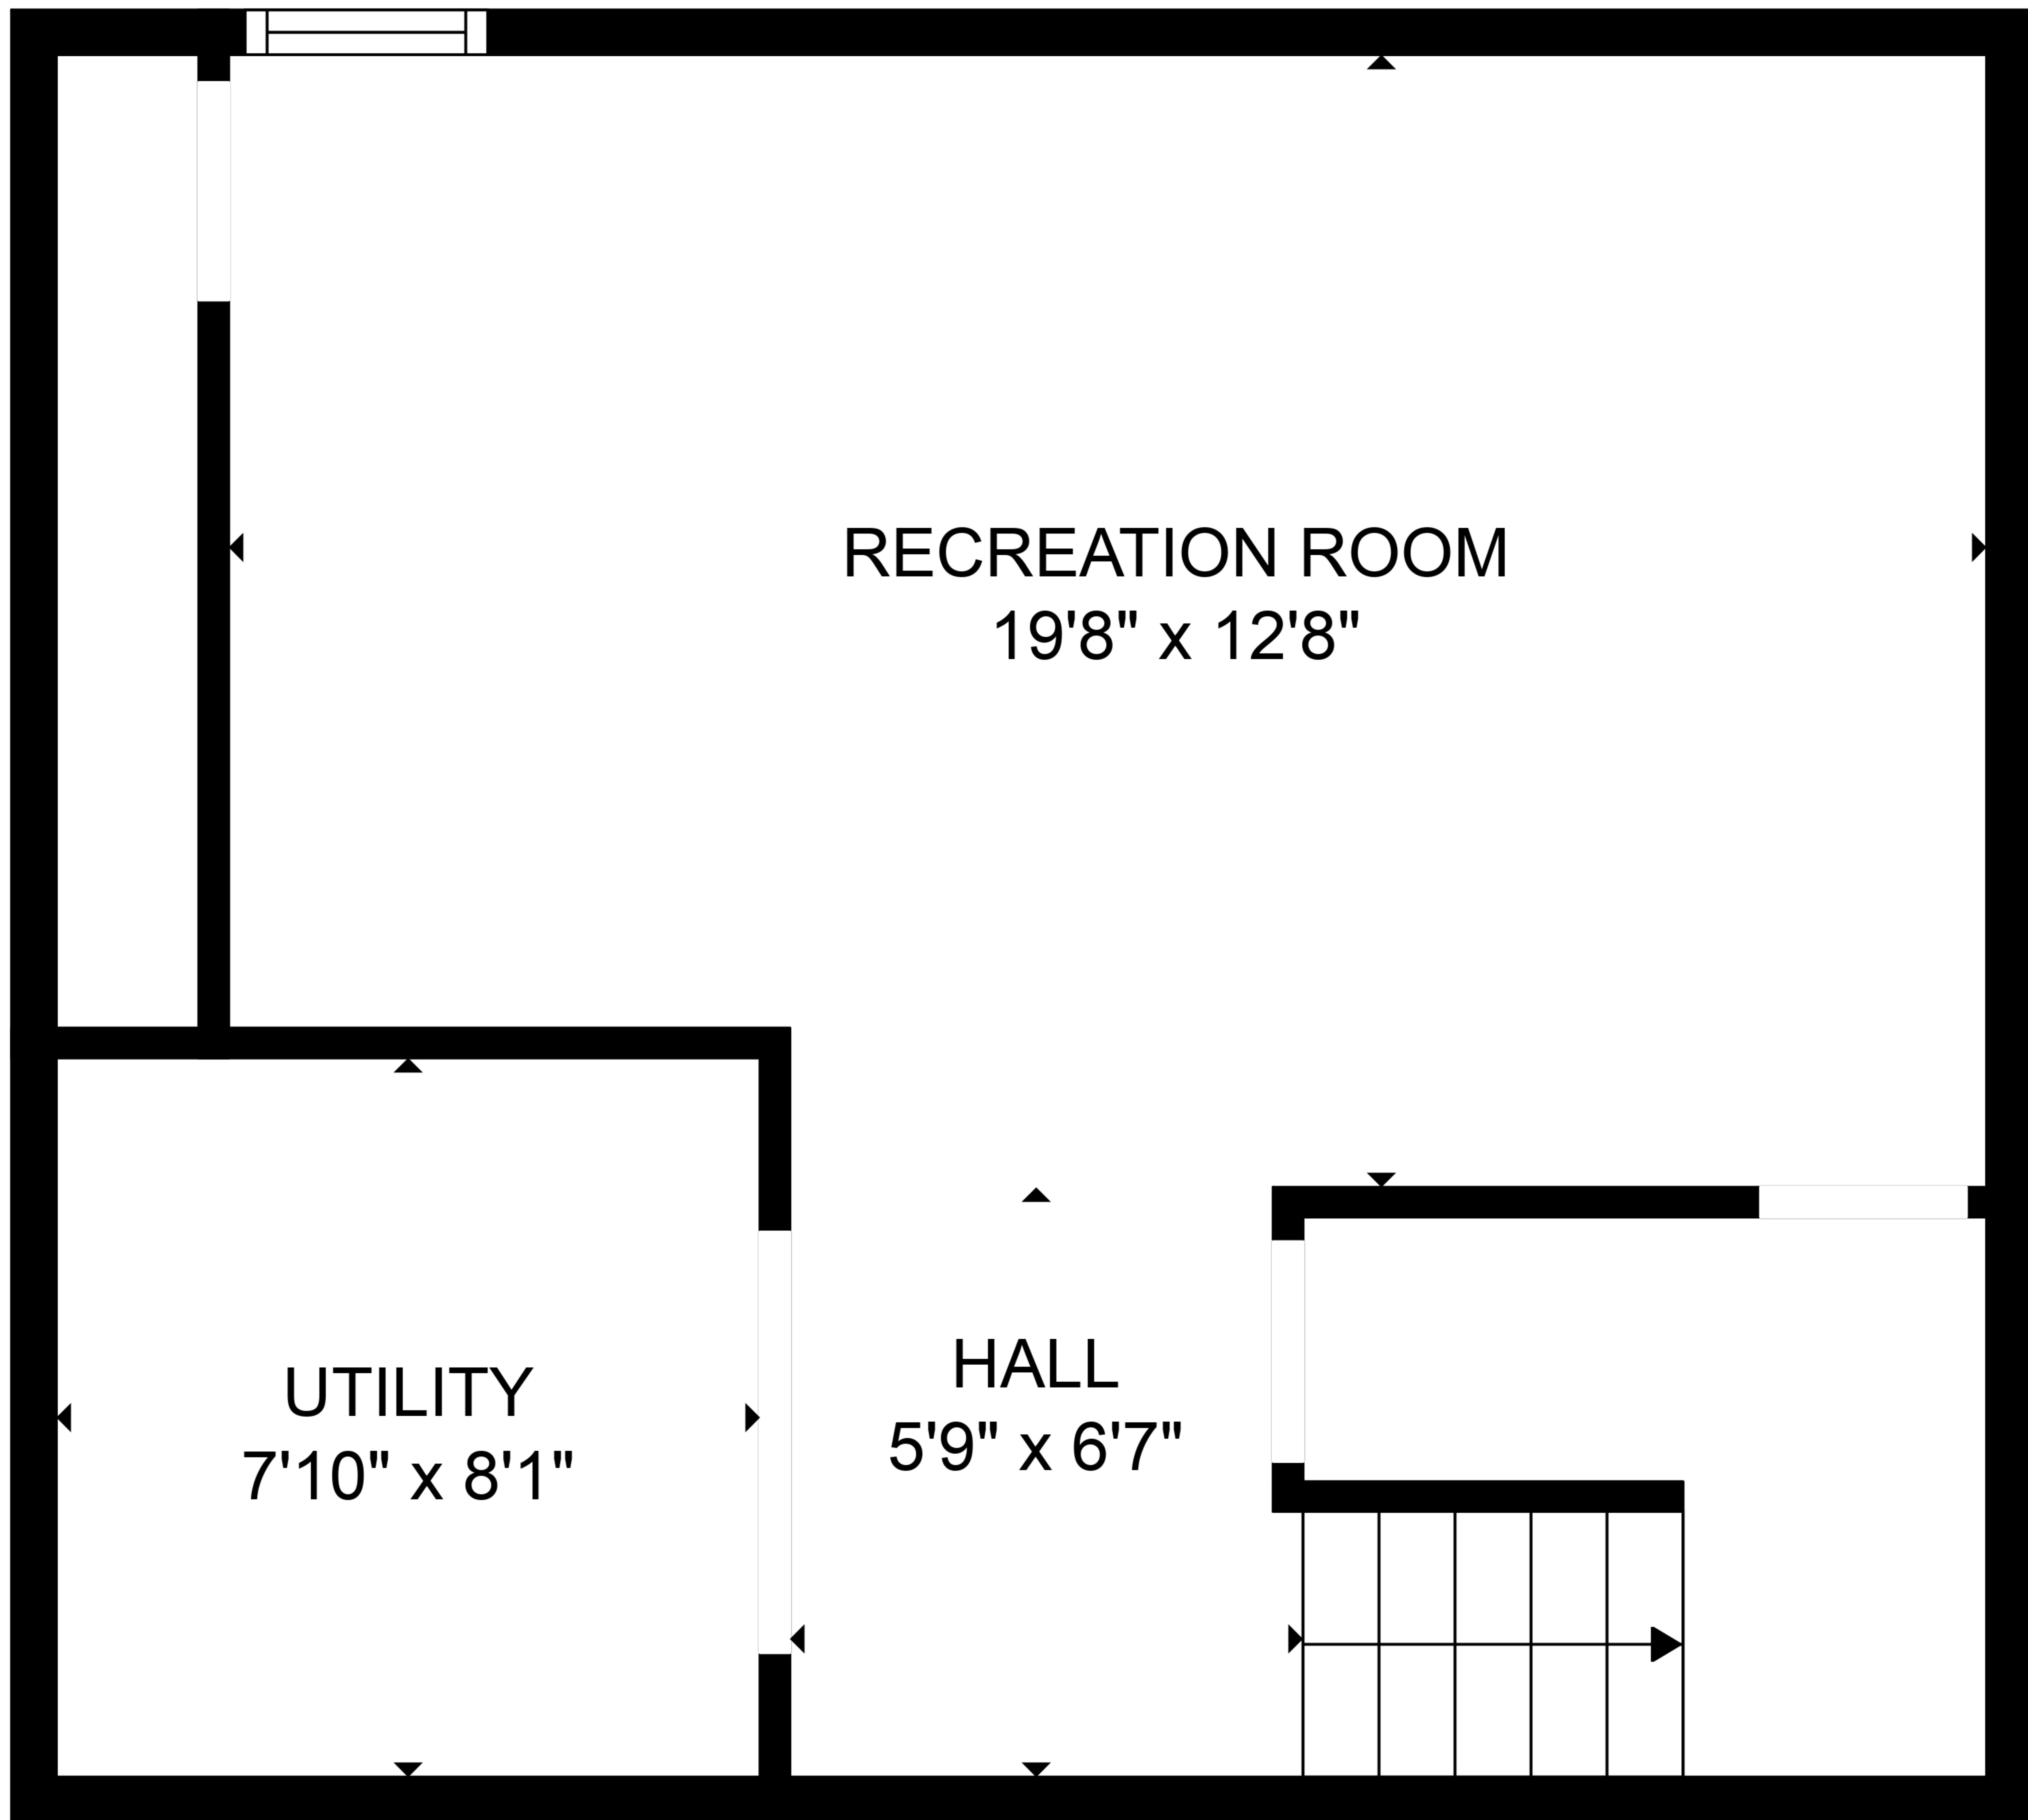 RECREATION ROOM
19'8" x 12'8"
HALL
5'9" x 6'7"
UTILITY
7'10" x 8'1"